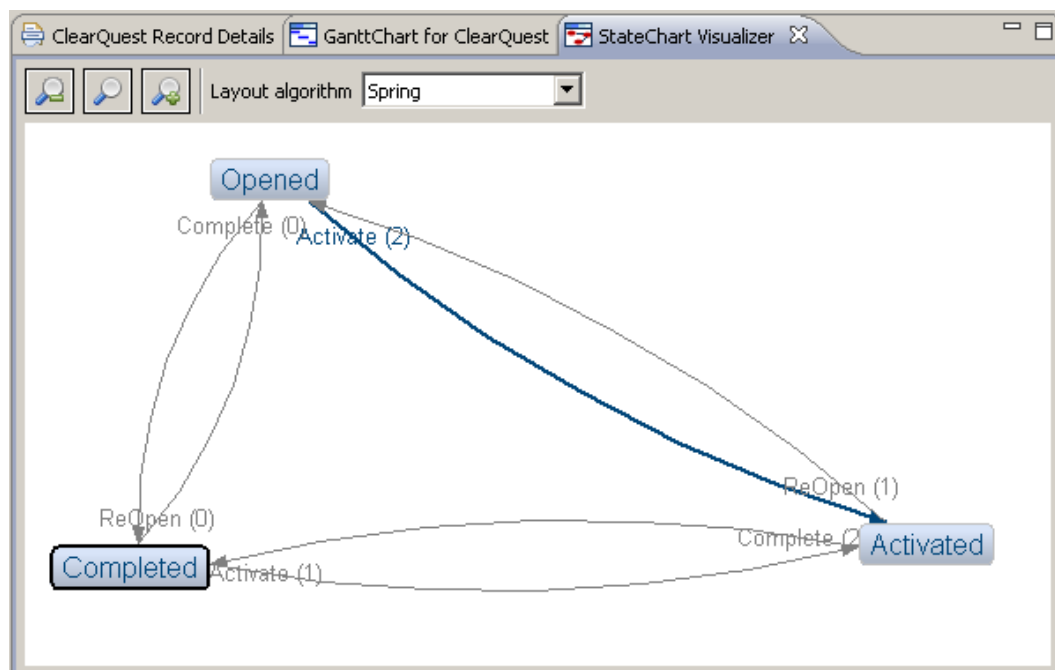 ClearQuest Record Details
GanttChart for ClearQuest
StateChart Visualizer
Layout algorithm
Spring
Opened
Complete (0)
Activate (2)
ReOpen (1)
ReOpen (0)
Complete (2
Activated
Completed
Activate (1)